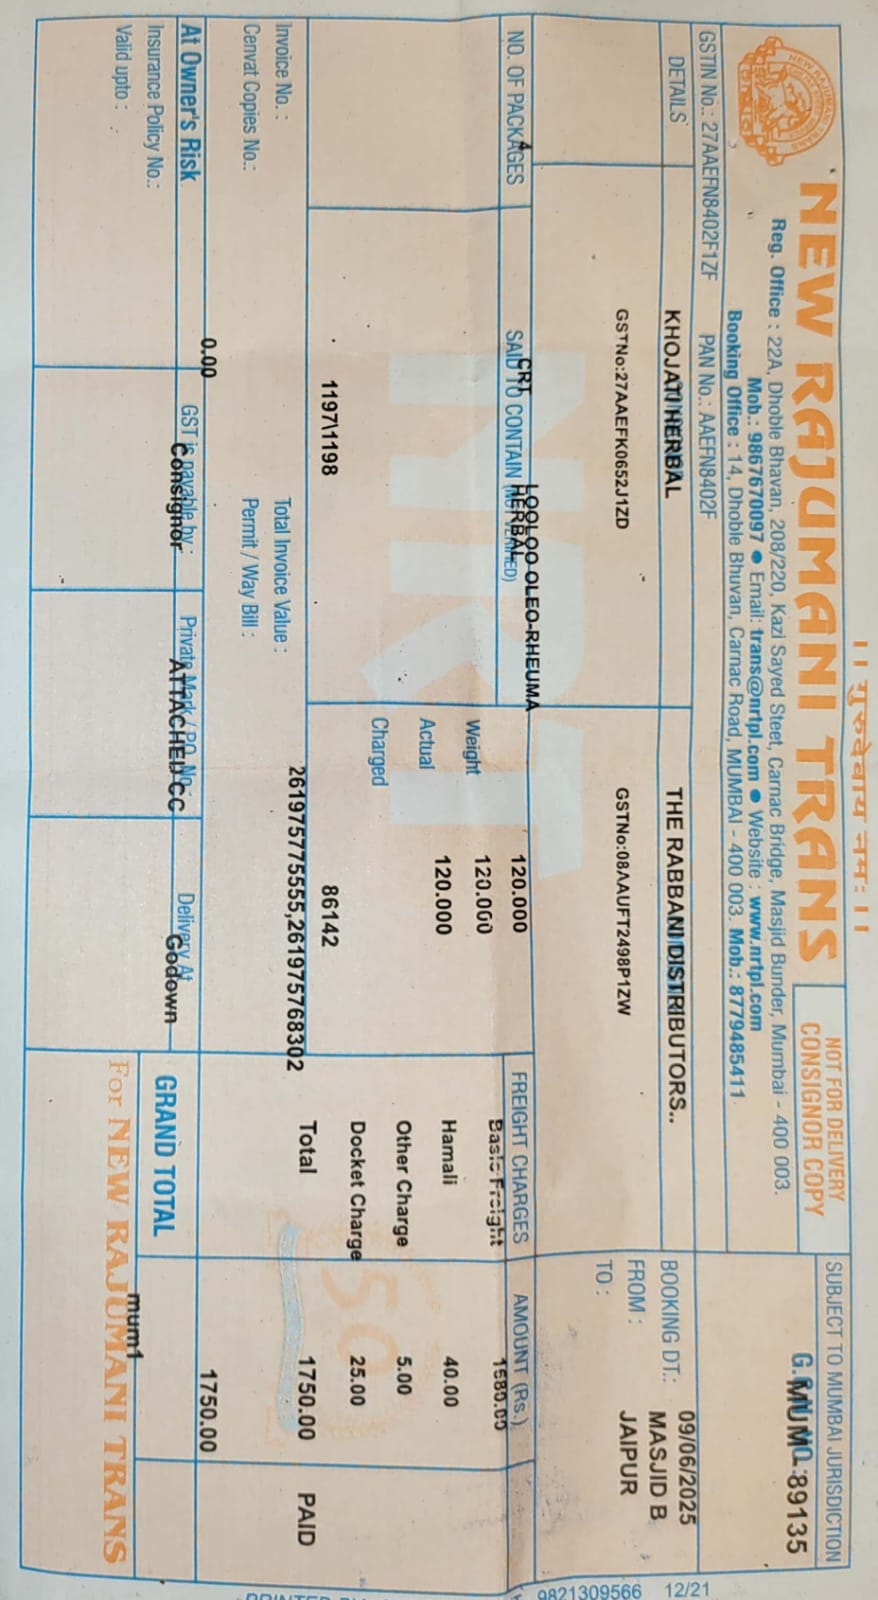 ।। गुरुदेवाय नमः ।।
NEW RAJUMANI TRANS
Reg. Office : 22A, Dhoble Bhavan, 208/220, Kazi Sayed Steet, Carnac Bridge, Masjid Bunder, Mumbai - 400 003.
Mob.: 9867670097 ● Email: trans@nrtpl.com ● Website : www.nrtpl.com
Booking Office : 14, Dhoble Bhuvan, Carnac Road, MUMBAI - 400 003. Mob.: 8779485411
NOT FOR DELIVERY
CONSIGNOR COPY
SUBJECT TO MUMBAI JURISDICTION
MUM 89135
GSTIN No.: 27AAEFN8402F1ZF PAN No.: AAEFN8402F
DETAILS KHOJATI HERBAL THE RABBANI DISTRIBUTORS..
GSTNo:27AAEFK0652J1ZD GSTNo:08AAUFT2498P1ZW
BOOKING DT.: 09/06/2025
FROM : MASJID B
TO : JAIPUR
NO. OF PACKAGES SAID TO CONTAIN
4 CRT LOOLOO OLEO-RHEUMA
HERBAL
120.000
Weight 120.000
Actual 120.000
Charged
FREIGHT CHARGES AMOUNT (Rs.)
Basic Freight 1680.00
Hamali 40.00
Other Charge 5.00
Docket Charge 25.00
Total 1750.00 PAID
NRT
Invoice No.: 1197\1198 Total Invoice Value : 86142
Cenvat Copies No.: Permit / Way Bill : 261975775555,261975768302
At Owner's Risk 0.00
Insurance Policy No.:
Valid upto :
GST is payable by :
Consignor
Private Mark / PO. No.
ATTACHED CC
Delivery At
Godown
GRAND TOTAL 1750.00
mum1
For NEW RAJUMANI TRANS
9821309566 12/21